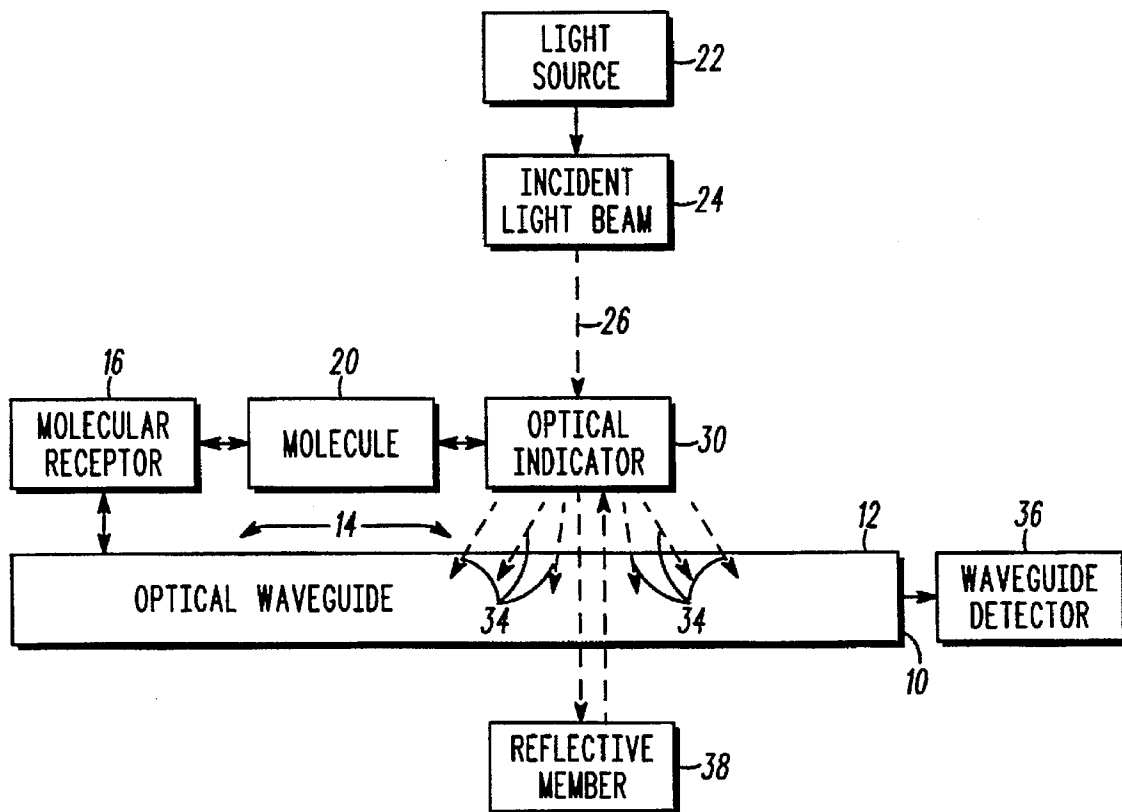 LIGHT
SOURCE
22
INCIDENT
LIGHT BEAM
24
26
16
20
MOLECULAR
RECEPTOR
MOLECULE
OPTICAL
INDICATOR
30
14
12
36
OPTICAL WAVEGUIDE
34
34
WAVEGUIDE
DETECTOR
10
REFLECTIVE
MEMBER
38